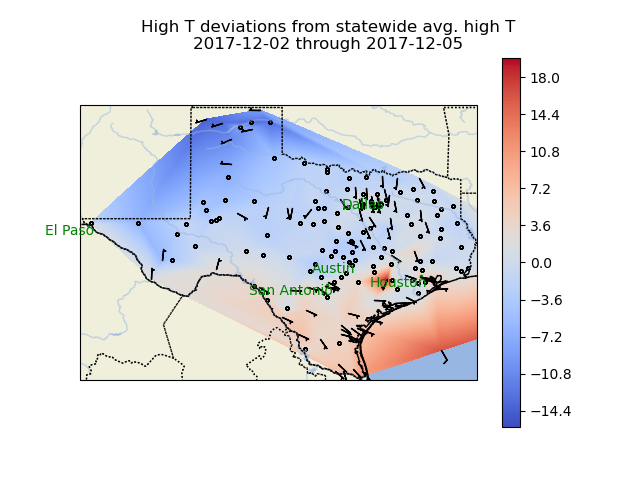 High T deviations from statewide avg. high T
2017-12-02 through 2017-12-05
18.0
14.4
10.8
7.2
3.6
0.0
−3.6
−7.2
−10.8
−14.4
Dallas
El Paso
Austin
Houston
San Antonio